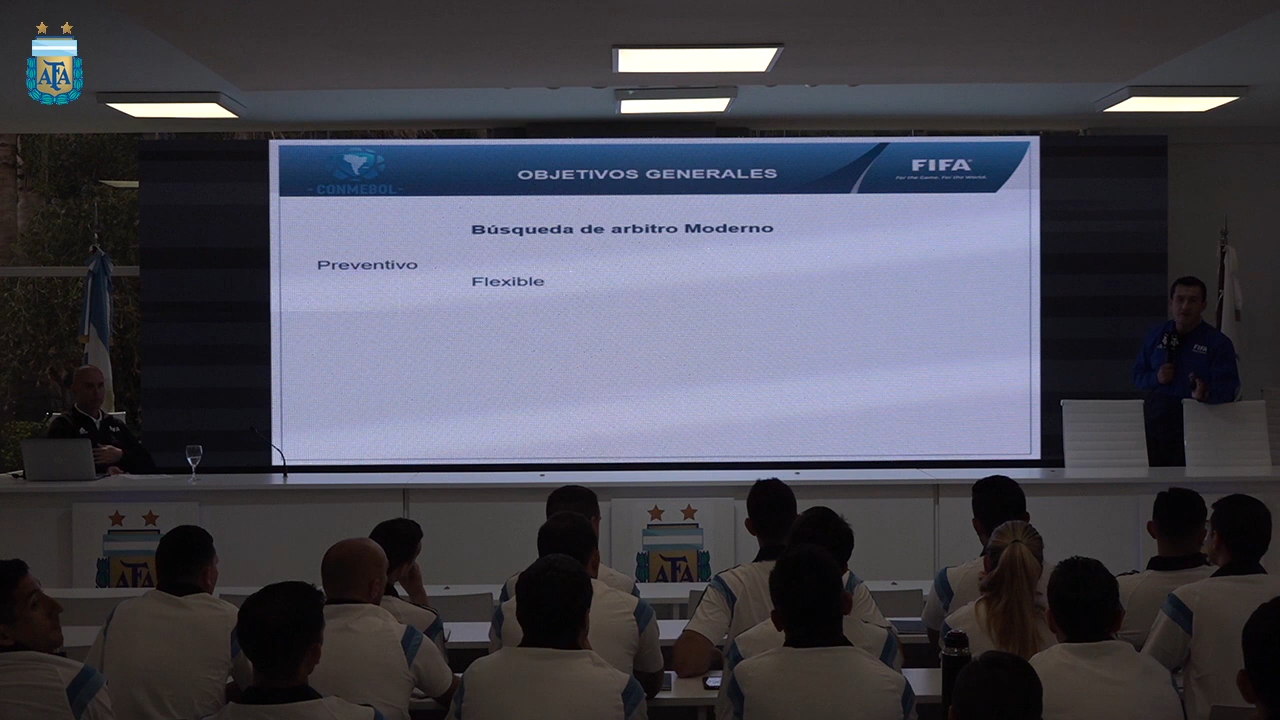 AFA
CONMEBOL
OBJETIVOS GENERALES
FIFA
For the Game. For the World.
Búsqueda de arbitro Moderno
Preventivo
Flexible
FIFA
AFA
AFA